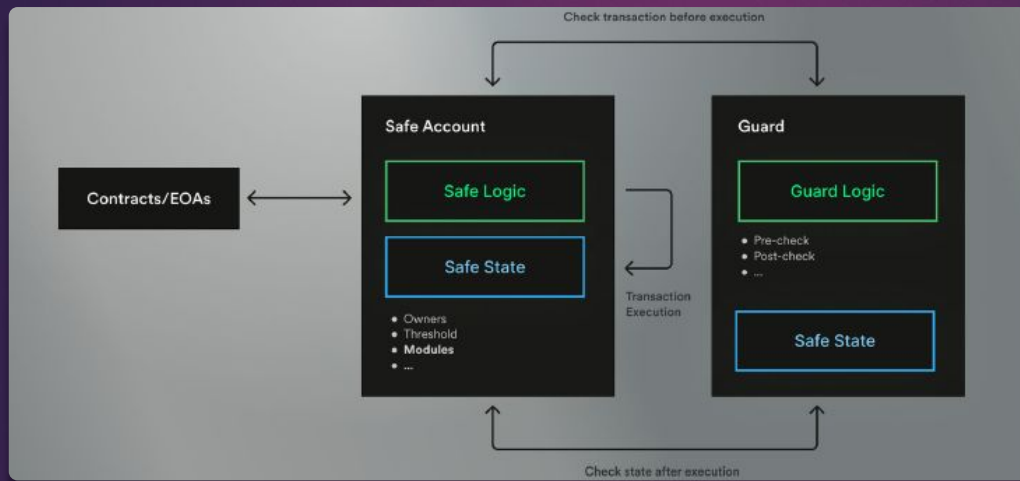 Check transaction before execution
Safe Account
Guard
Contracts/EOAs
Safe Logic
Guard Logic
• Pre-check
• Post-check
• ...
Safe State
Transaction
Execution
• Owners
• Threshold
• Modules
• ...
Safe State
Check state after execution